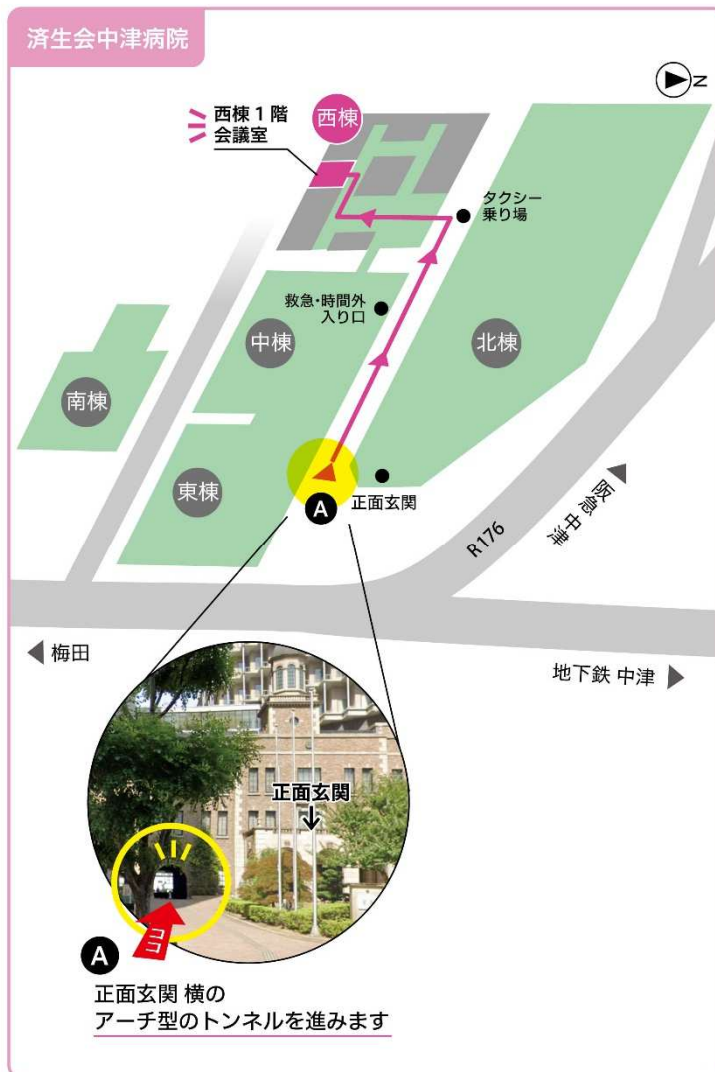 済生会中津病院
N
西棟 1 階
会議室
西棟
タクシー
乗り場
救急・時間外
入り口
中棟
北棟
南棟
東棟
A
正面玄関
R176
阪急 中津
梅田
地下鉄 中津
正面玄関
ココ
A
正面玄関 横の
アーチ型のトンネルを進みます